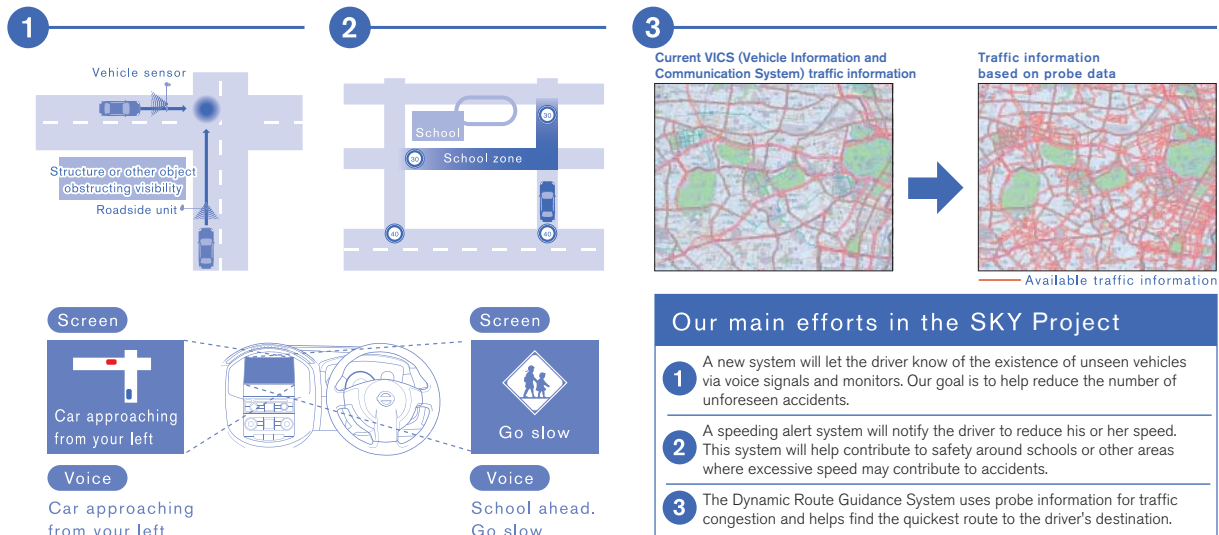 1
Vehicle sensor
Structure or other object
obstructing visibility
Roadside unit
2
School
30
30
School zone
40
40
3
Current VICS (Vehicle Information and
Communication System) traffic information
Traffic information
based on probe data
Available traffic information
Screen
Car approaching
from your left
Voice
Car approaching
from your left
Screen
Go slow
Voice
School ahead.
Go slow
Our main efforts in the SKY Project
1
A new system will let the driver know of the existence of unseen vehicles
via voice signals and monitors. Our goal is to help reduce the number of
unforeseen accidents.
2
A speeding alert system will notify the driver to reduce his or her speed.
This system will help contribute to safety around schools or other areas
where excessive speed may contribute to accidents.
3
The Dynamic Route Guidance System uses probe information for traffic
congestion and helps find the quickest route to the driver's destination.